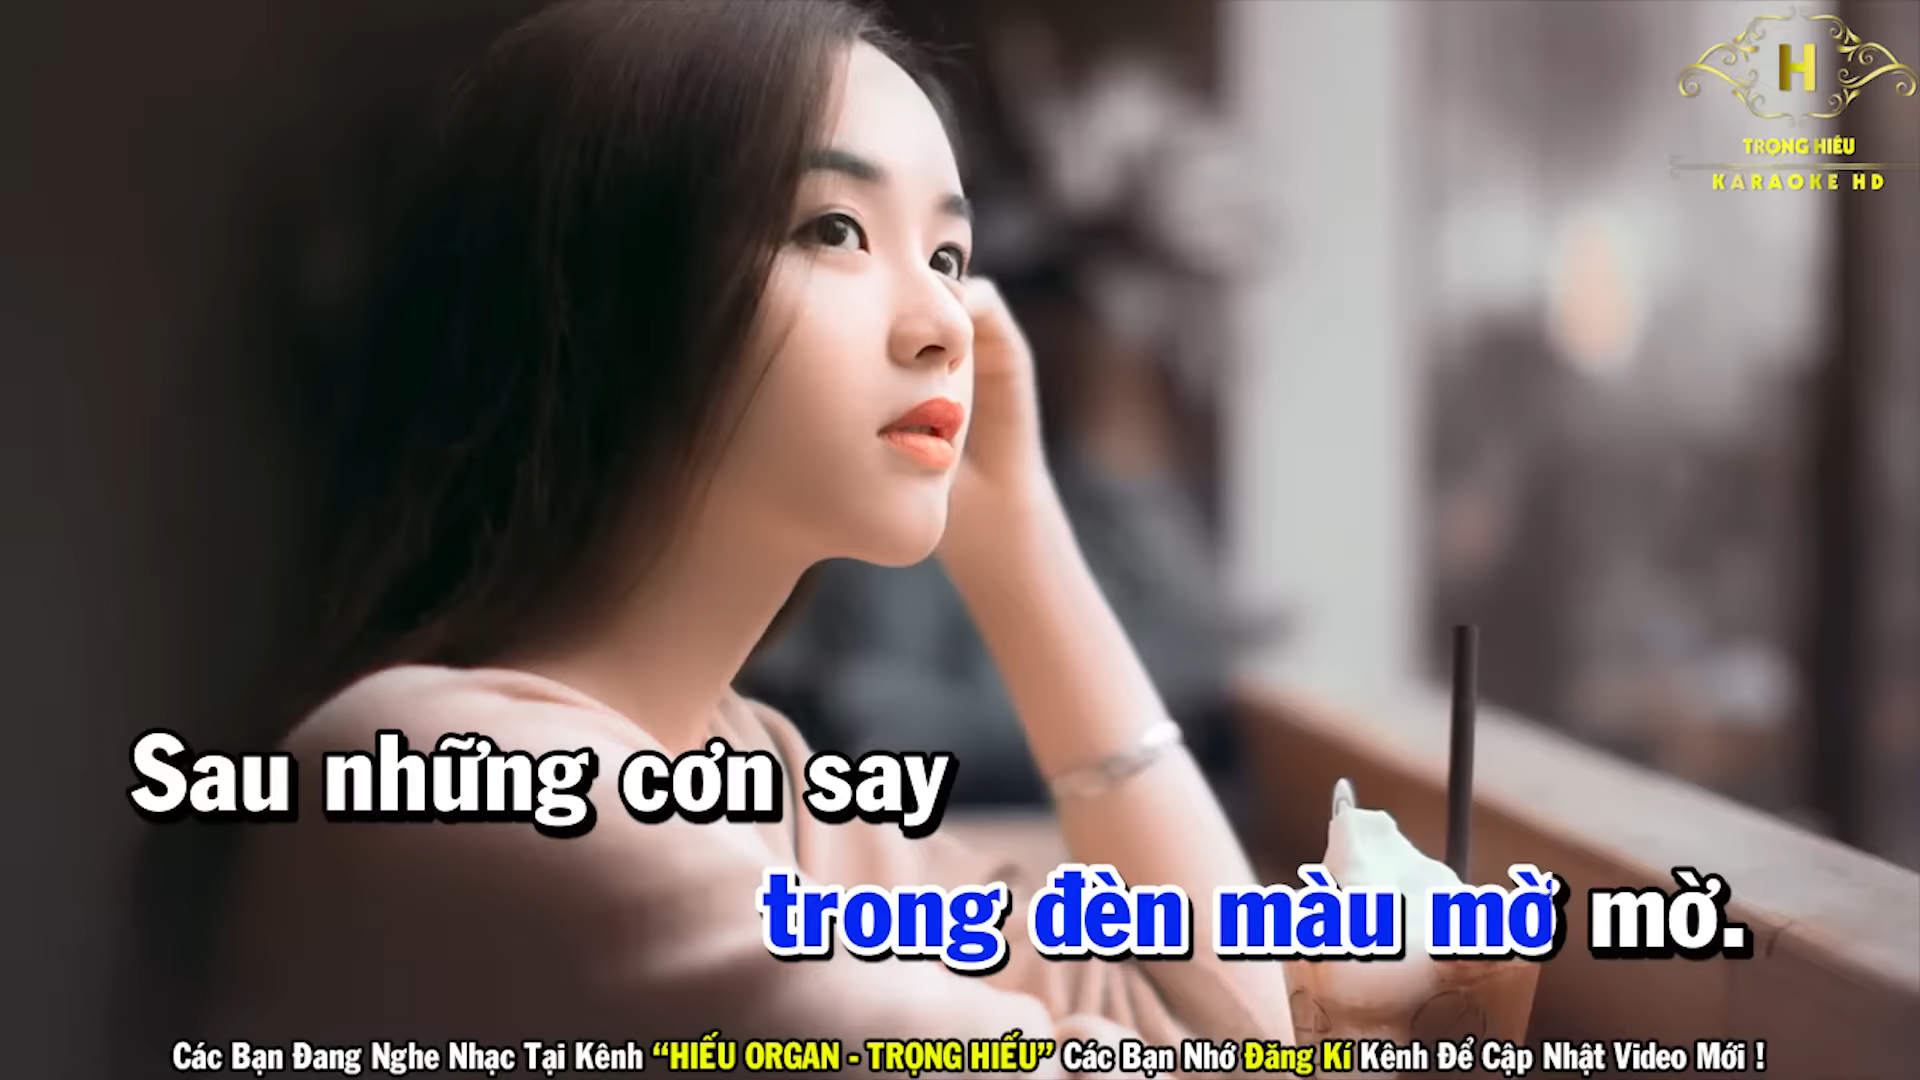 H
TRỌNG HIẾU
KARAOKE HD
Sau những cơn say
trong đèn màu mờ mờ.
Các Bạn Đang Nghe Nhạc Tại Kênh “HIẾU ORGAN - TRỌNG HIẾU” Các Bạn Nhớ Đăng Kí Kênh Để Cập Nhật Video Mới !